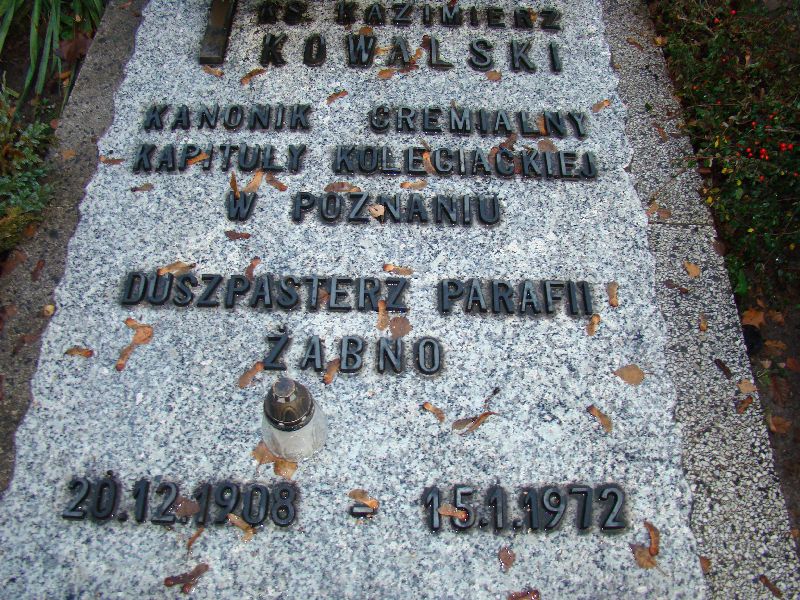 KS. KAZIMIERZ
KOWALSKI
KANONIK GREMIALNY
KAPITUŁY KOLEGIACKIEJ
W POZNANIU
DUSZPASTERZ PARAFII
ŻABNO
20.12.1908 - 15.1.1972